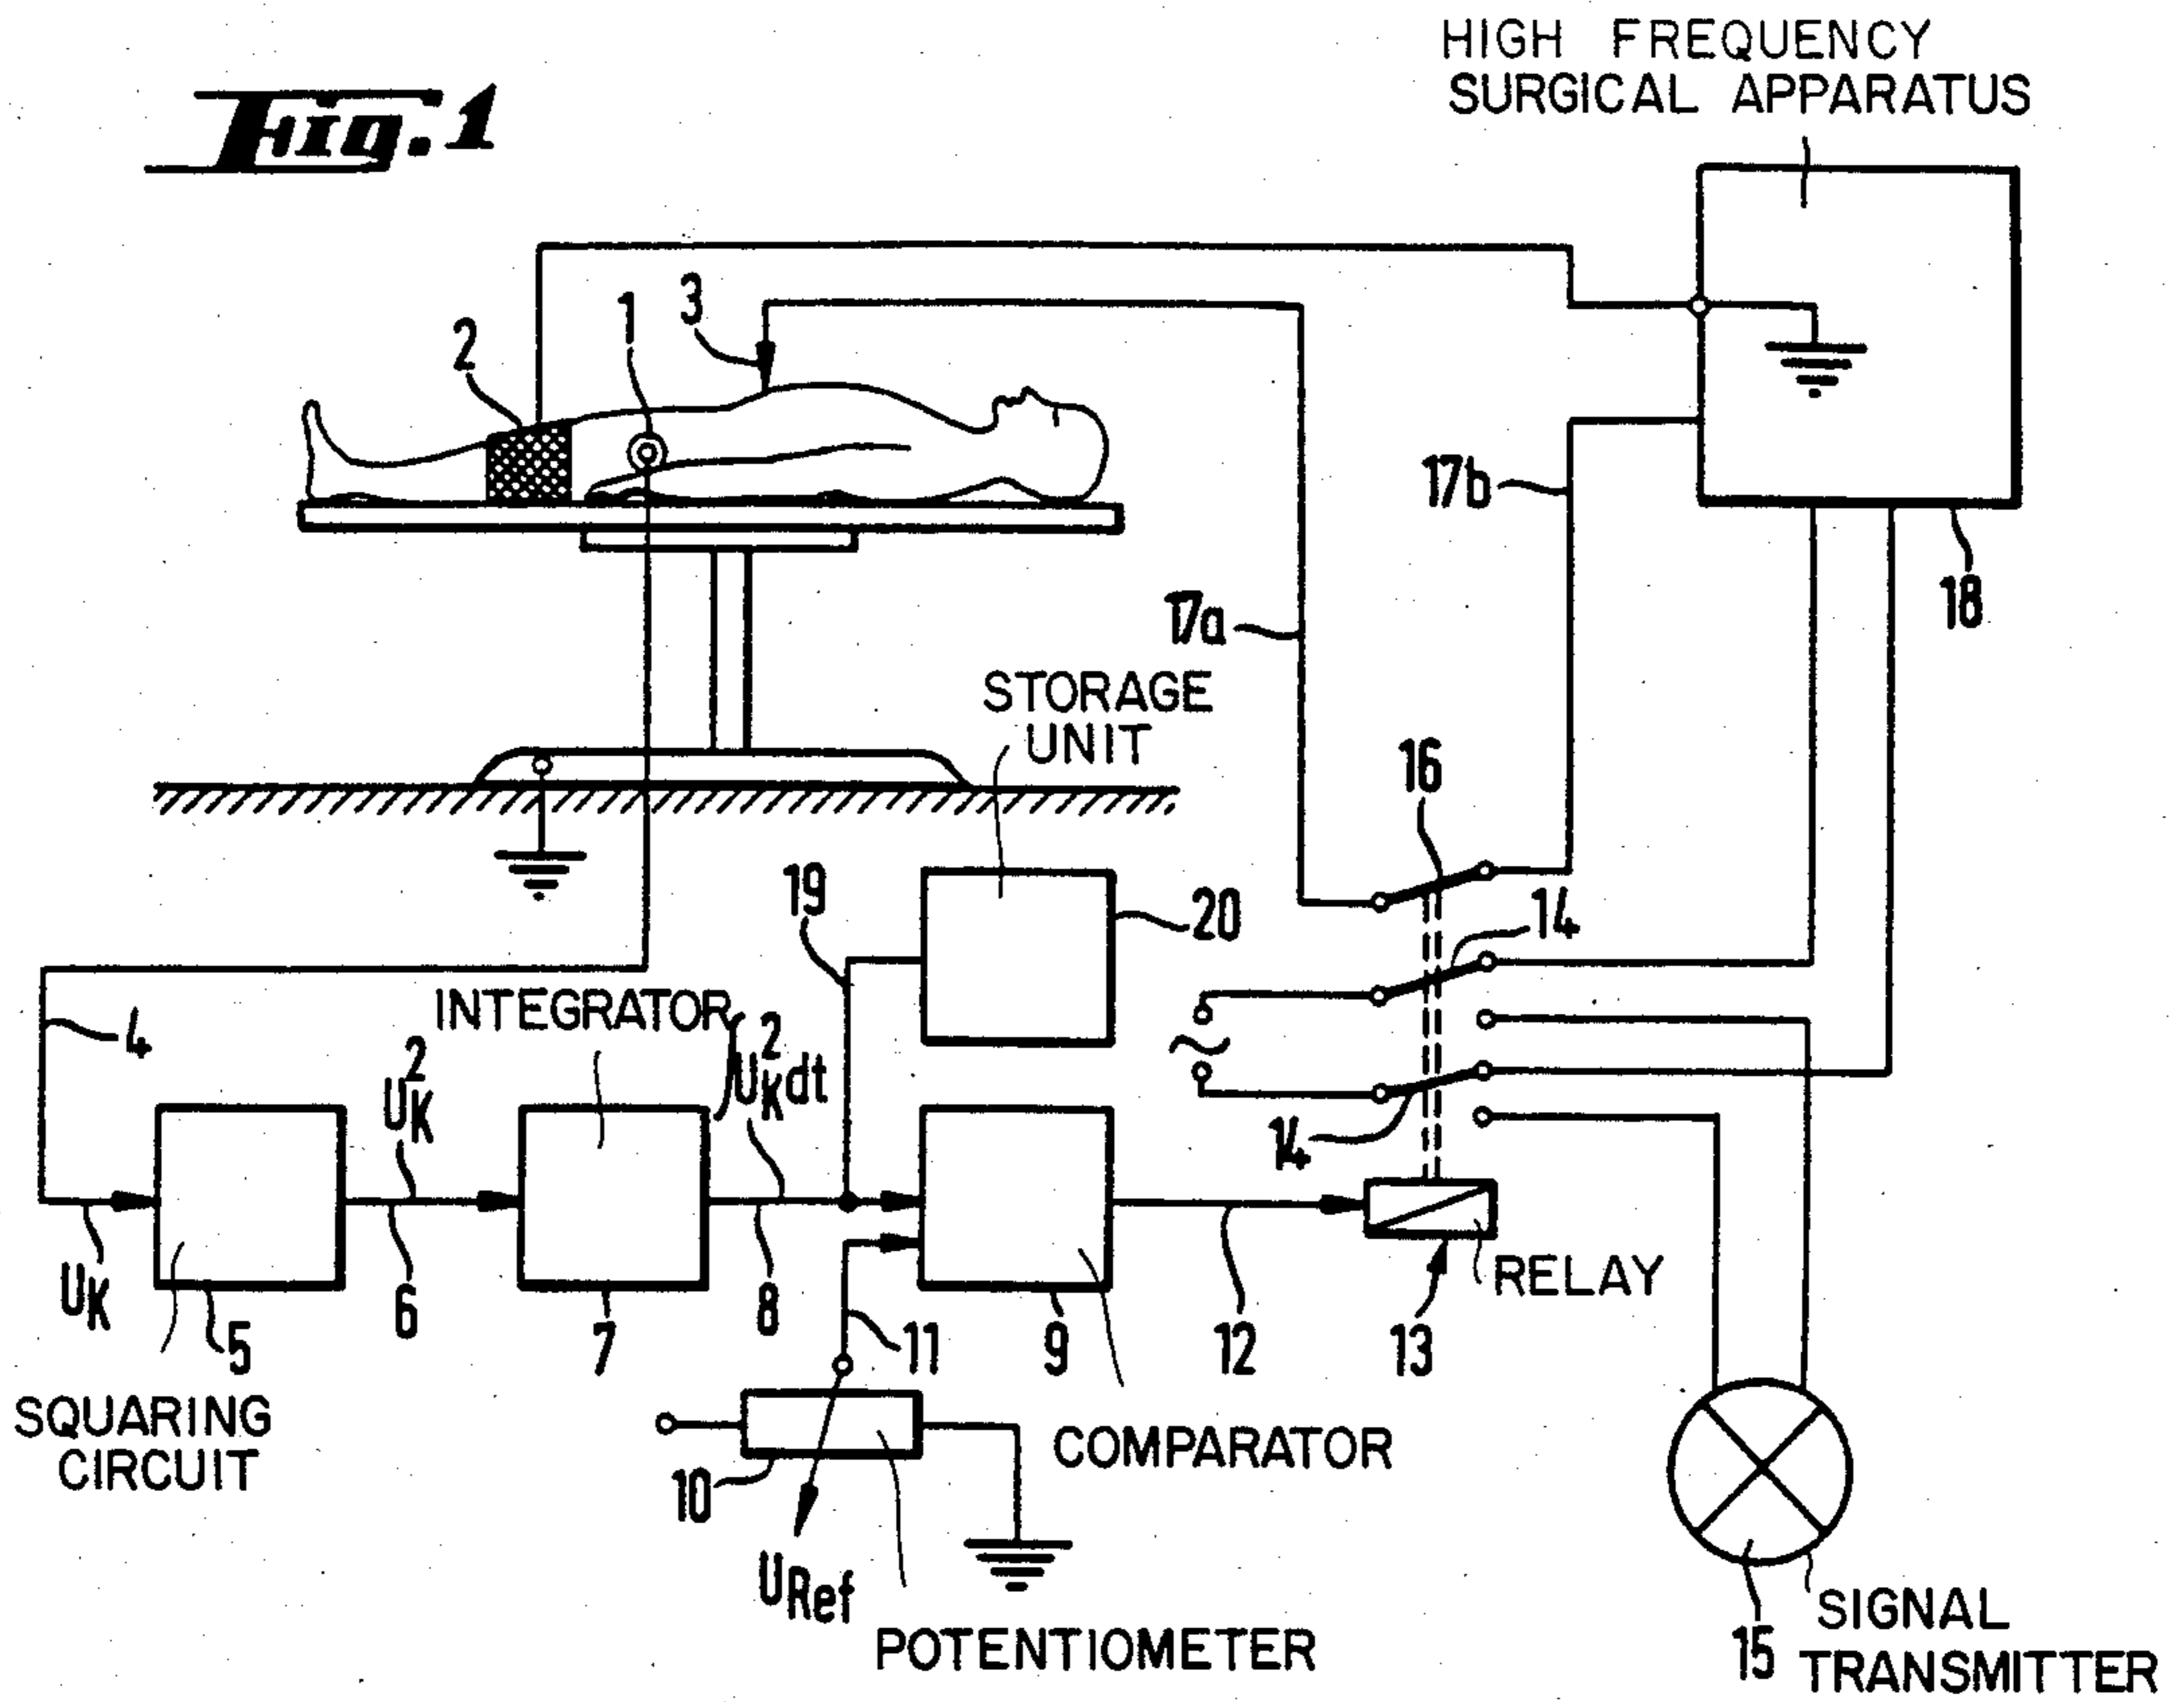 Fig.1
HIGH FREQUENCY
SURGICAL APPARATUS
1
2
3
17b
18
17a
STORAGE
UNIT
16
19
20
14
4
INTEGRATOR
U²K
∫U²K dt
14
UK
6
7
8
11
9
12
13
RELAY
5
SQUARING
CIRCUIT
10
COMPARATOR
URef
POTENTIOMETER
15
SIGNAL
TRANSMITTER